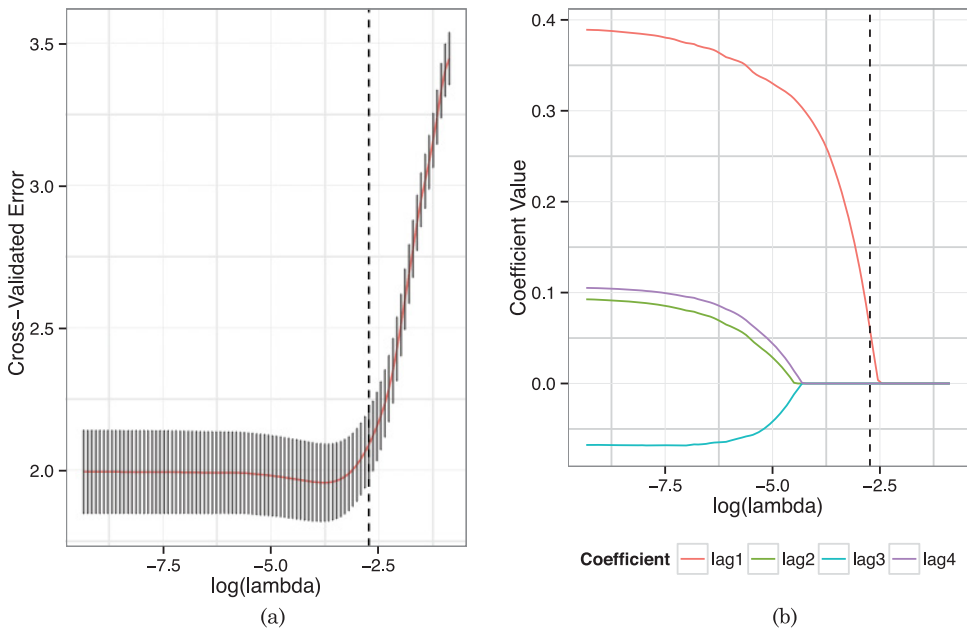 Cross−Validated Error
3.5
3.0
2.5
2.0
−7.5 −5.0 −2.5
log(lambda)
(a)
Coefficient Value
0.4
0.3
0.2
0.1
0.0
−7.5 −5.0 −2.5
log(lambda)
Coefficient lag1 lag2 lag3 lag4
(b)